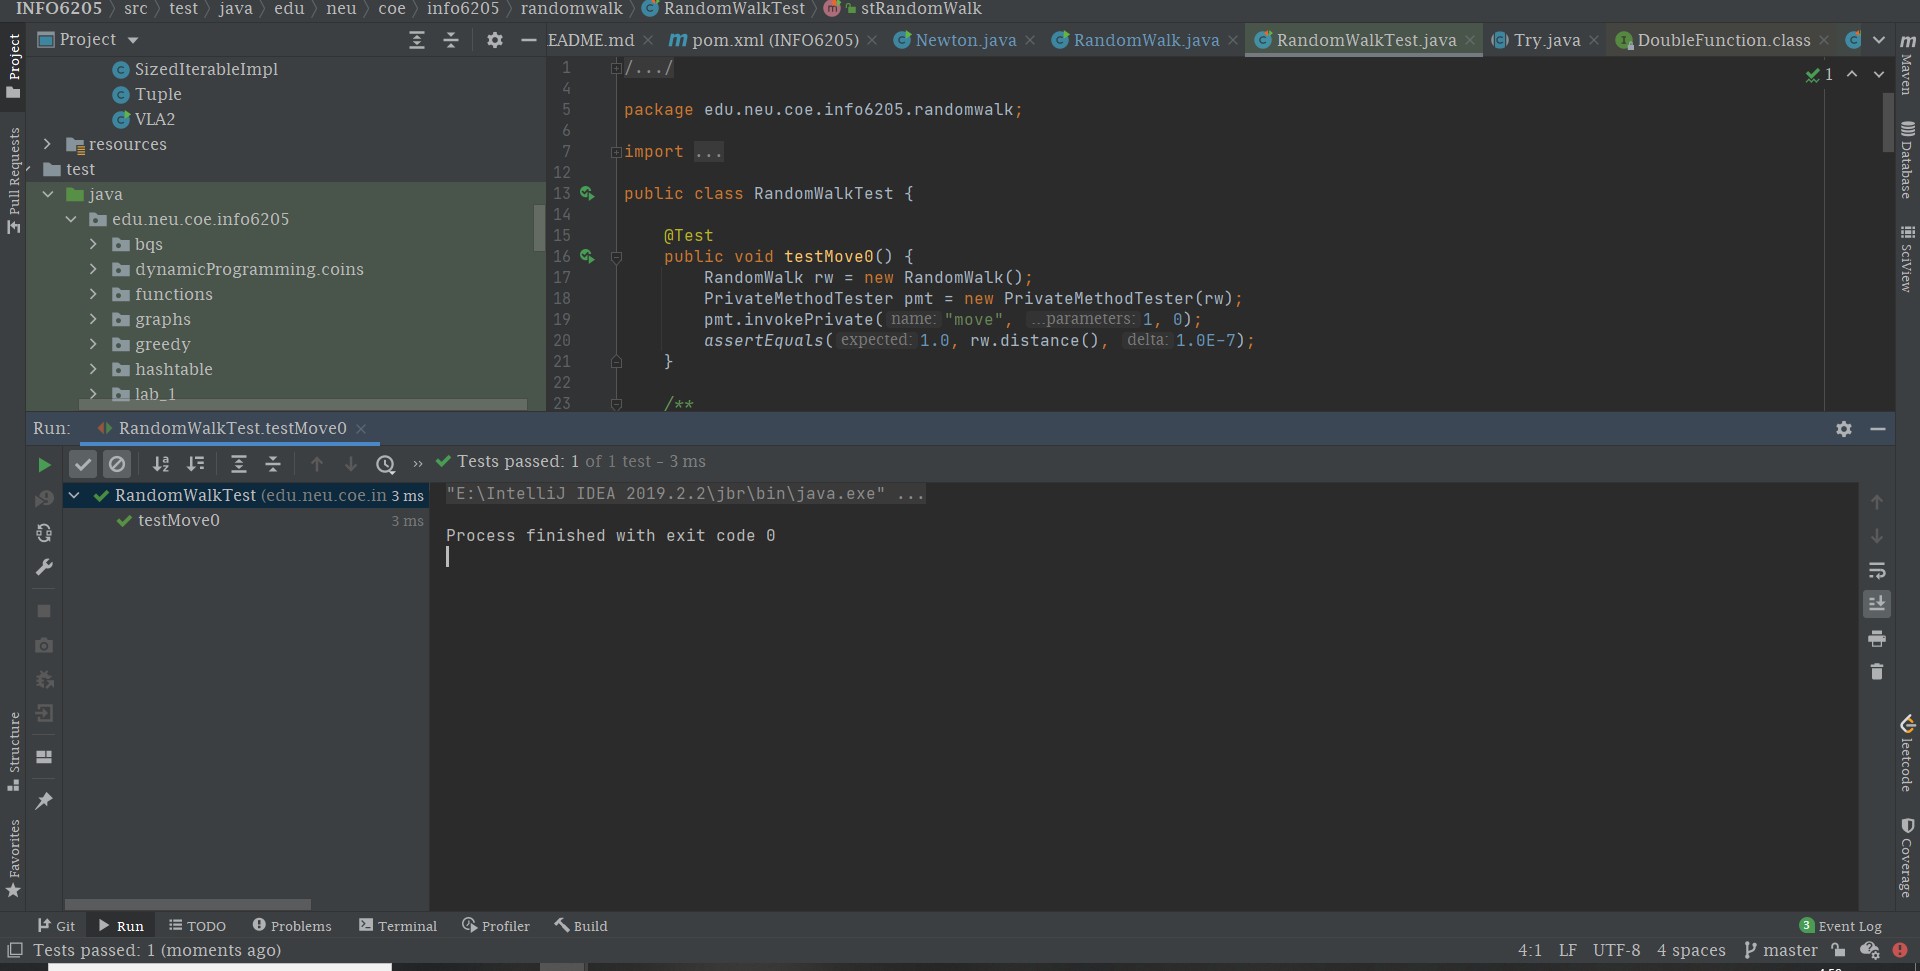 INFO6205 src test java edu neu coe info6205 randomwalk RandomWalkTest stRandomWalk
Project
EADME.md pom.xml (INFO6205) Newton.java RandomWalk.java RandomWalkTest.java Try.java DoubleFunction.class
Project
Pull Requests
Structure
Favorites
SizedIterableImpl
Tuple
VLA2
resources
test
java
edu.neu.coe.info6205
bqs
dynamicProgramming.coins
functions
graphs
greedy
hashtable
lab_1
1 /.../
4
5 package edu.neu.coe.info6205.randomwalk;
6
7 import ...
12
13 public class RandomWalkTest {
14
15 @Test
16 public void testMove0() {
17 RandomWalk rw = new RandomWalk();
18 PrivateMethodTester pmt = new PrivateMethodTester(rw);
19 pmt.invokePrivate( name: "move", ...parameters: 1, 0);
20 assertEquals( expected: 1.0, rw.distance(), delta: 1.0E-7);
21 }
22
23 /**
1
Maven
Database
SciView
leetcode
Coverage
Run: RandomWalkTest.testMove0
Tests passed: 1 of 1 test – 3 ms
RandomWalkTest (edu.neu.coe.in 3 ms
testMove0 3 ms
"E:\IntelliJ IDEA 2019.2.2\jbr\bin\java.exe" ...
Process finished with exit code 0
Git Run TODO Problems Terminal Profiler Build
3 Event Log
Tests passed: 1 (moments ago)
4:1 LF UTF-8 4 spaces master